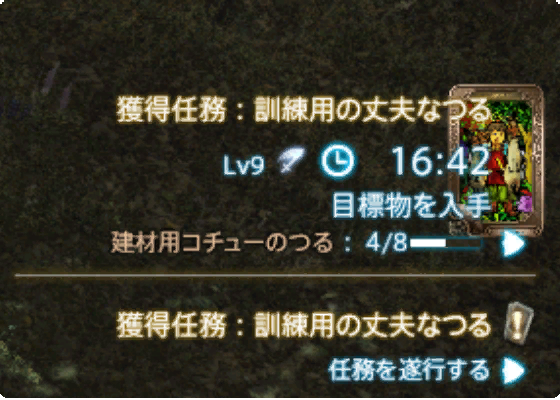 獲得任務：訓練用の丈夫なつる
Lv9 16:42
目標物を入手
建材用コチューのつる： 4/8
獲得任務：訓練用の丈夫なつる
任務を遂行する